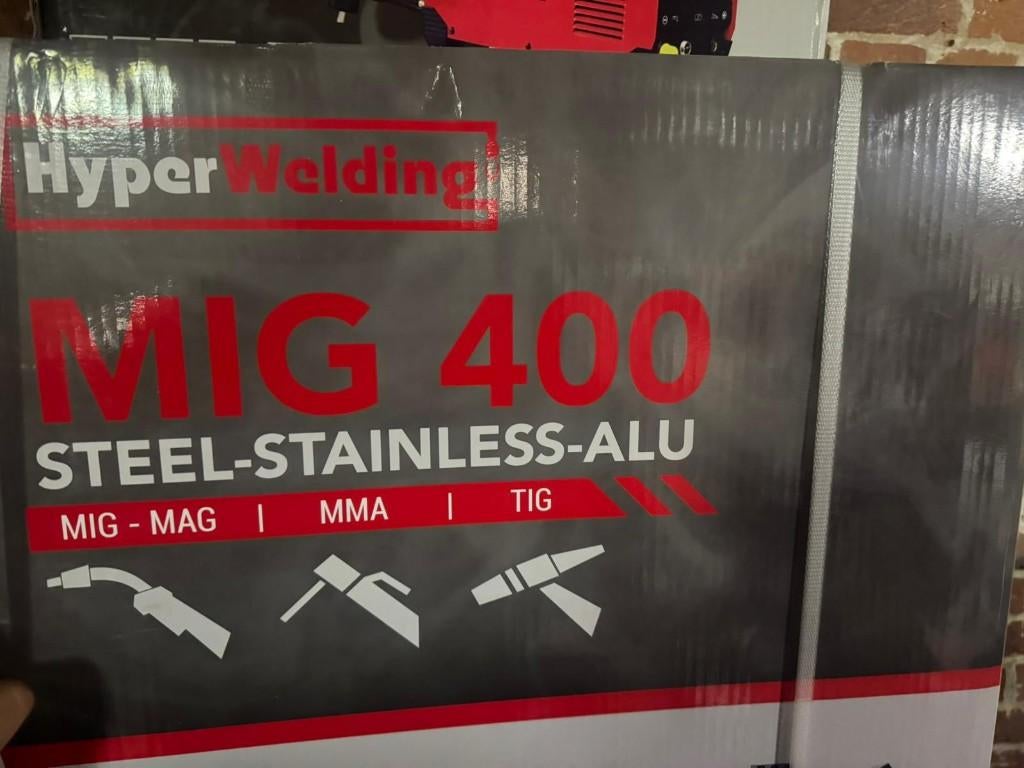 HyperWelding
MIG 400
STEEL-STAINLESS-ALU
MIG - MAG | MMA | TIG